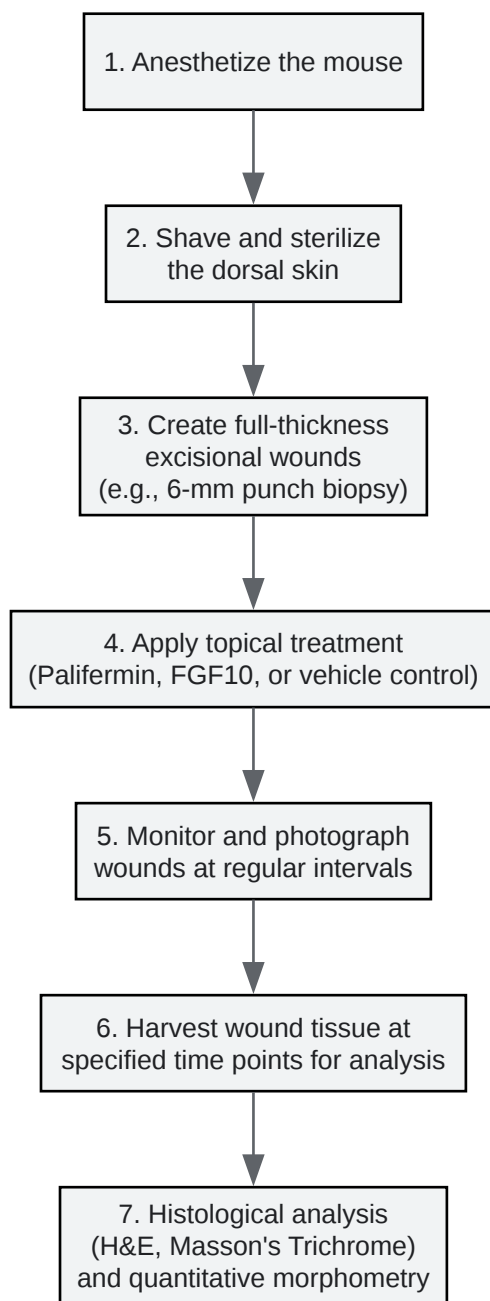 1. Anesthetize the mouse
2. Shave and sterilize
the dorsal skin
3. Create full-thickness
excisional wounds
(e.g., 6-mm punch biopsy)
4. Apply topical treatment
(Palifermin, FGF10, or vehicle control)
5. Monitor and photograph
wounds at regular intervals
6. Harvest wound tissue at
specified time points for analysis
7. Histological analysis
(H&E, Masson's Trichrome)
and quantitative morphometry